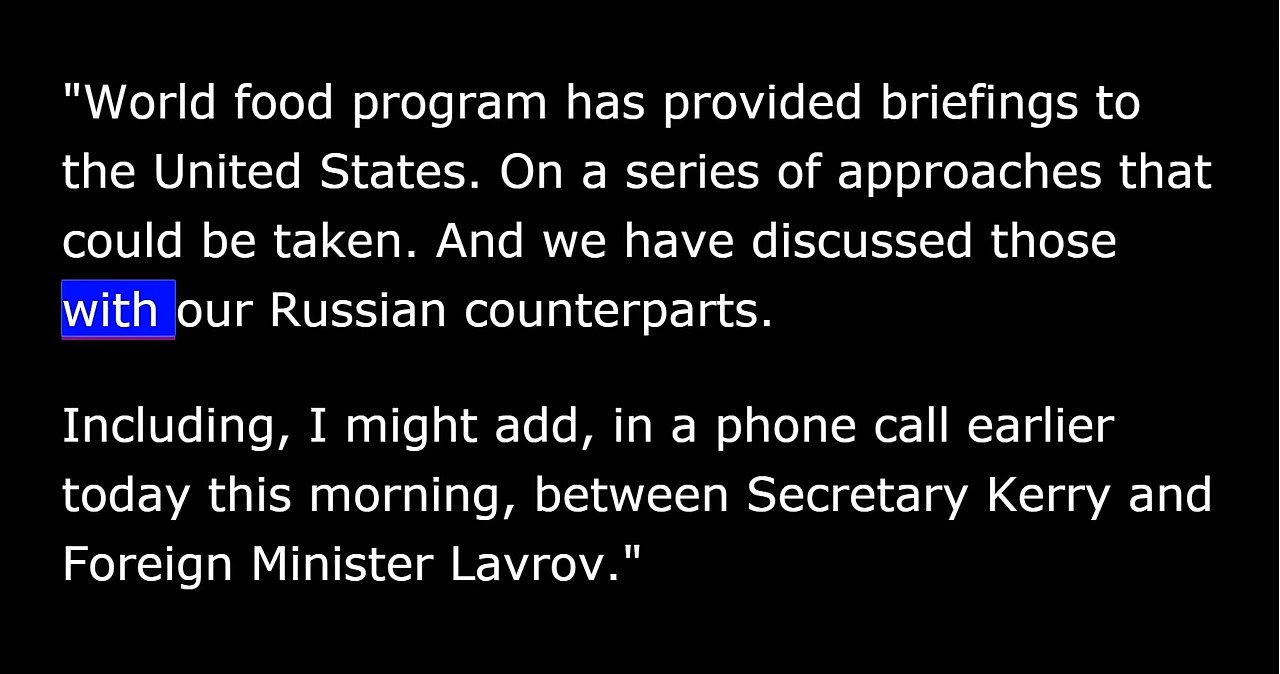 "World food program has provided briefings to
the United States. On a series of approaches that
could be taken. And we have discussed those
with our Russian counterparts.
Including, I might add, in a phone call earlier
today this morning, between Secretary Kerry and
Foreign Minister Lavrov."